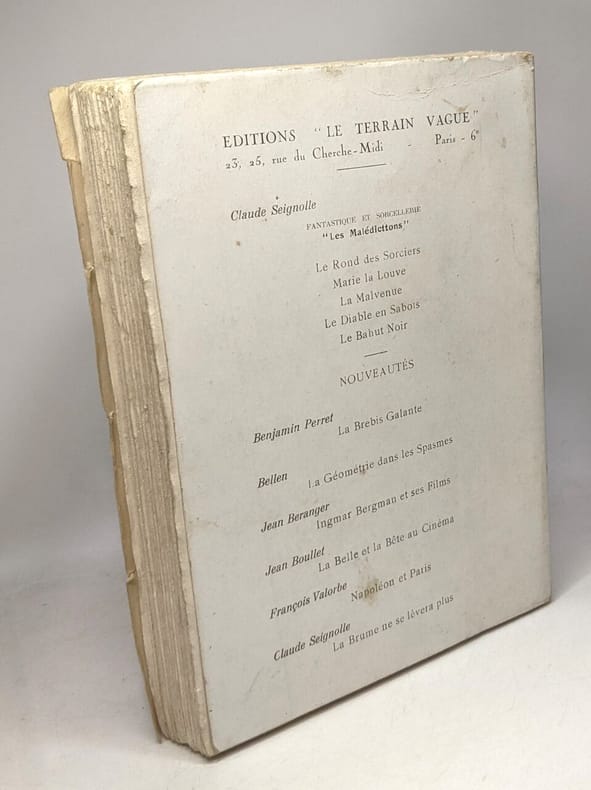 EDITIONS "LE TERRAIN VAGUE"
23, 25, rue du Cherche-Midi - Paris - 6e
Claude Seignolle
FANTASTIQUE ET SORCELLERIE
"Les Malédictions"
Le Rond des Sorciers
Marie la Louve
La Malvenue
Le Diable en Sabots
Le Bahut Noir
NOUVEAUTÉS
Benjamin Perret
La Brebis Galante
Bellen
La Géométrie dans les Spasmes
Jean Beranger
Ingmar Bergman et ses Films
Jean Boullet
La Belle et la Bête au Cinéma
François Valorbe
Napoléon et Paris
Claude Seignolle
La Brume ne se lèvera plus